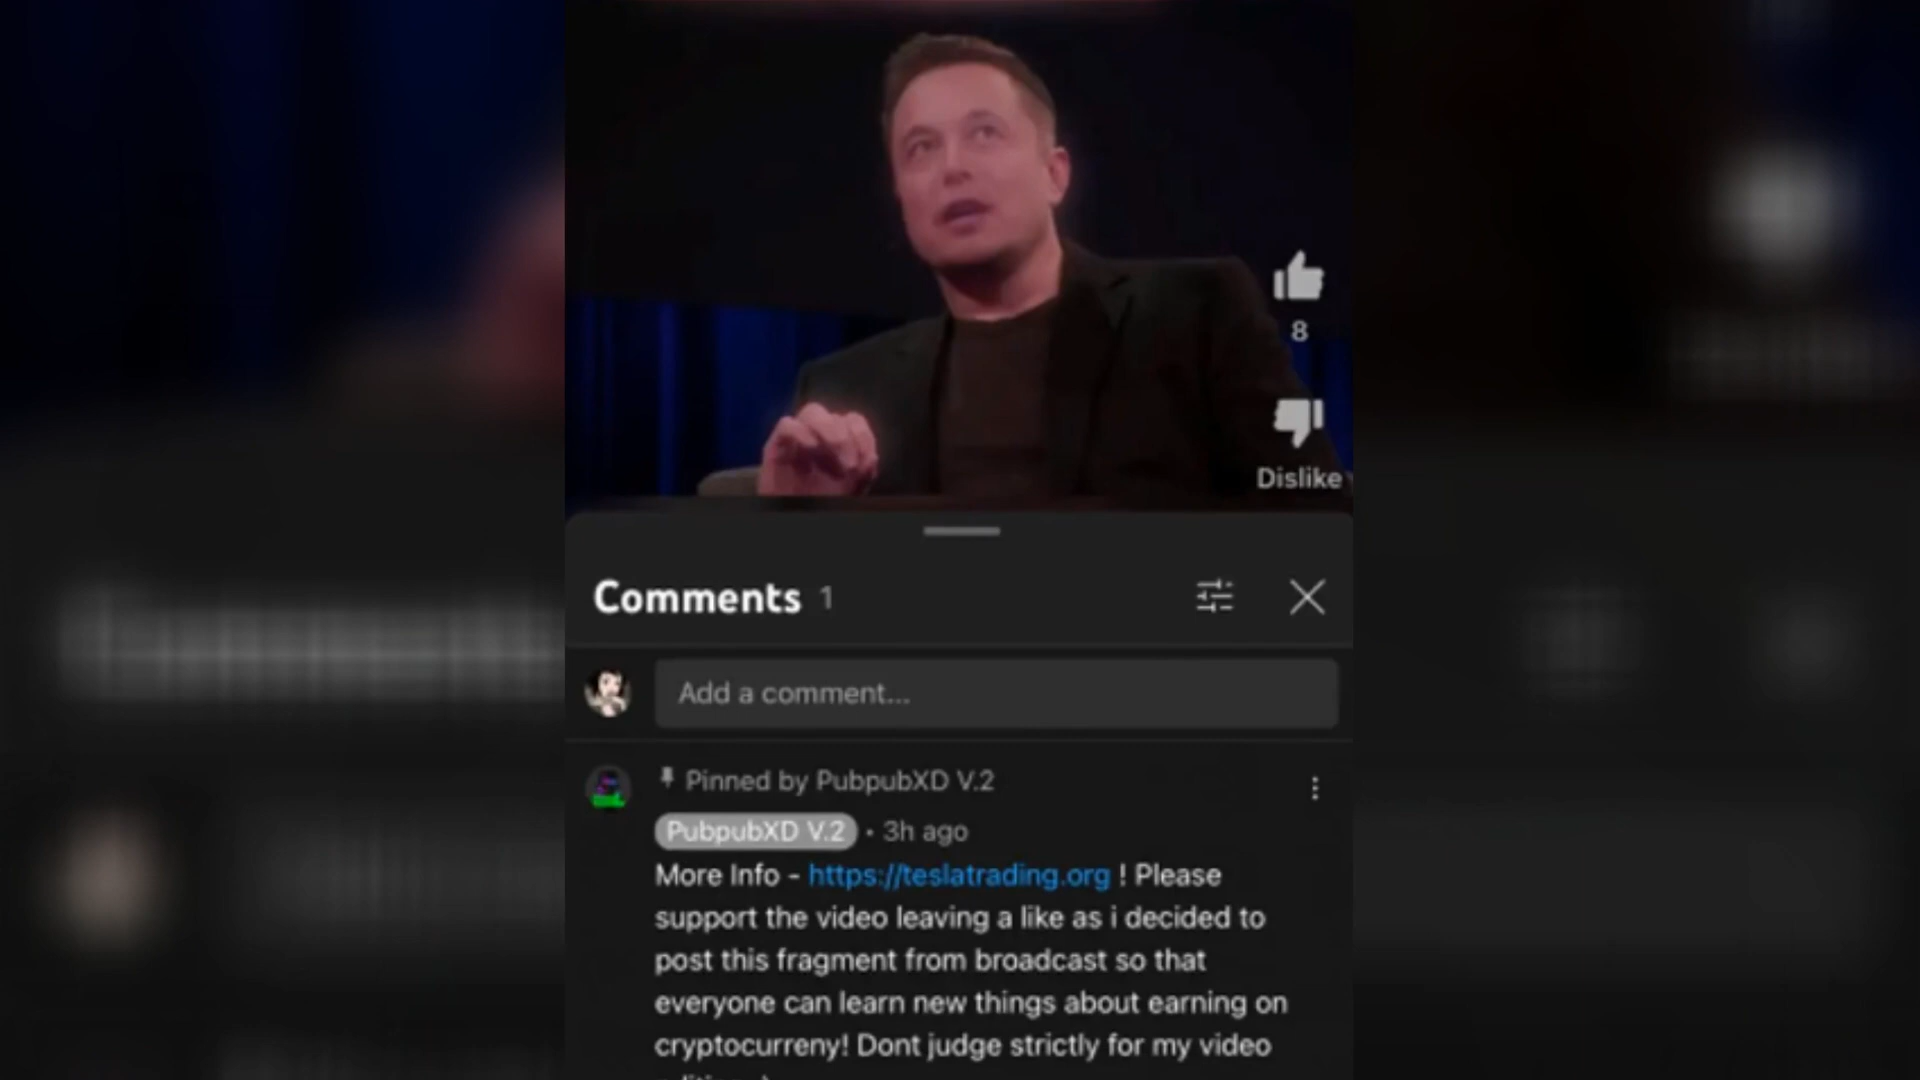 8
Dislike
Comments 1
Add a comment...
Pinned by PubpubXD V.2
PubpubXD V.2 • 3h ago
More Info - https://teslatrading.org ! Please
support the video leaving a like as i decided to
post this fragment from broadcast so that
everyone can learn new things about earning on
cryptocurreny! Dont judge strictly for my video